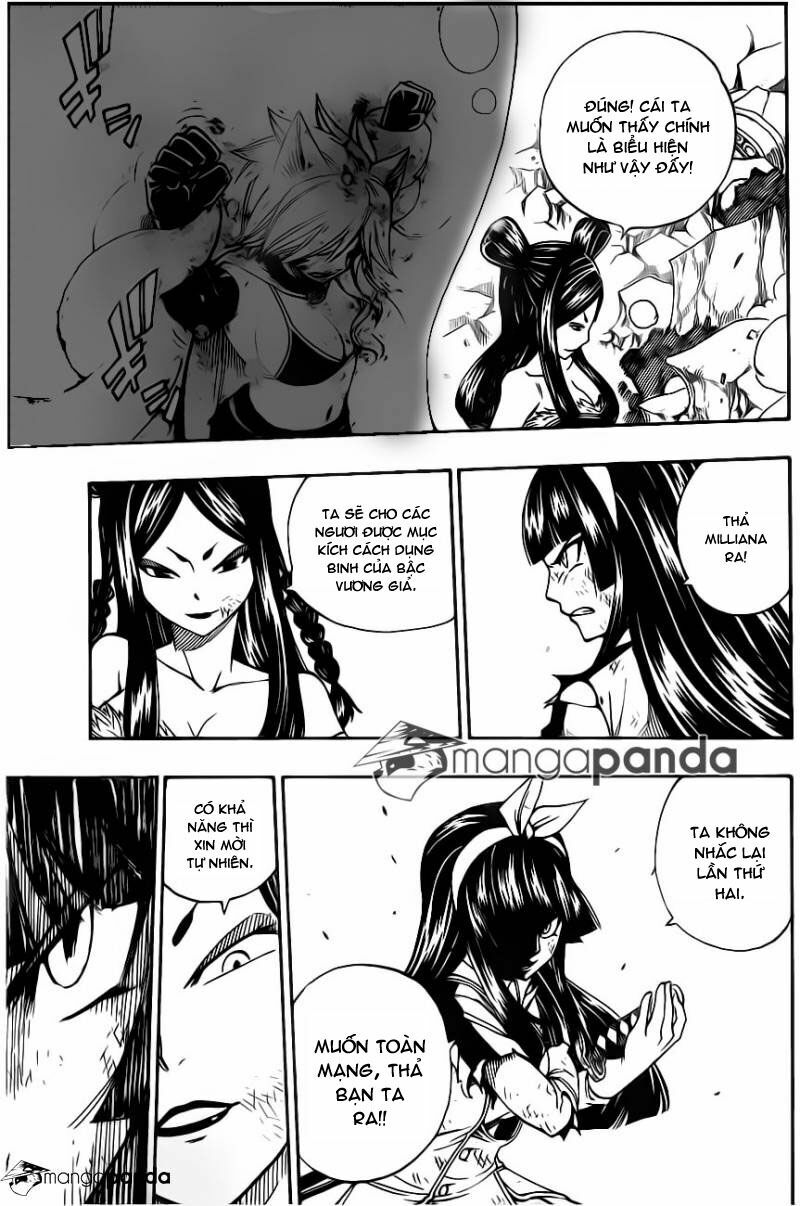 ĐÚNG! CÁI TA
MUỐN THẤY CHÍNH
LÀ BIỂU HIỆN
NHƯ VẬY ĐẤY!
TA SẼ CHO CÁC
NGƯƠI ĐƯỢC MỤC
KÍCH CÁCH DỤNG
BINH CỦA BẬC
VƯƠNG GIẢ.
THẢ
MILLIANA
RA!
mangapanda
CÓ KHẢ
NĂNG THÌ
XIN MỜI
TỰ NHIÊN.
TA KHÔNG
NHẮC LẠI
LẦN THỨ
HAI.
MUỐN TOÀN
MẠNG, THẢ
BẠN TA
RA!!
mangapanda